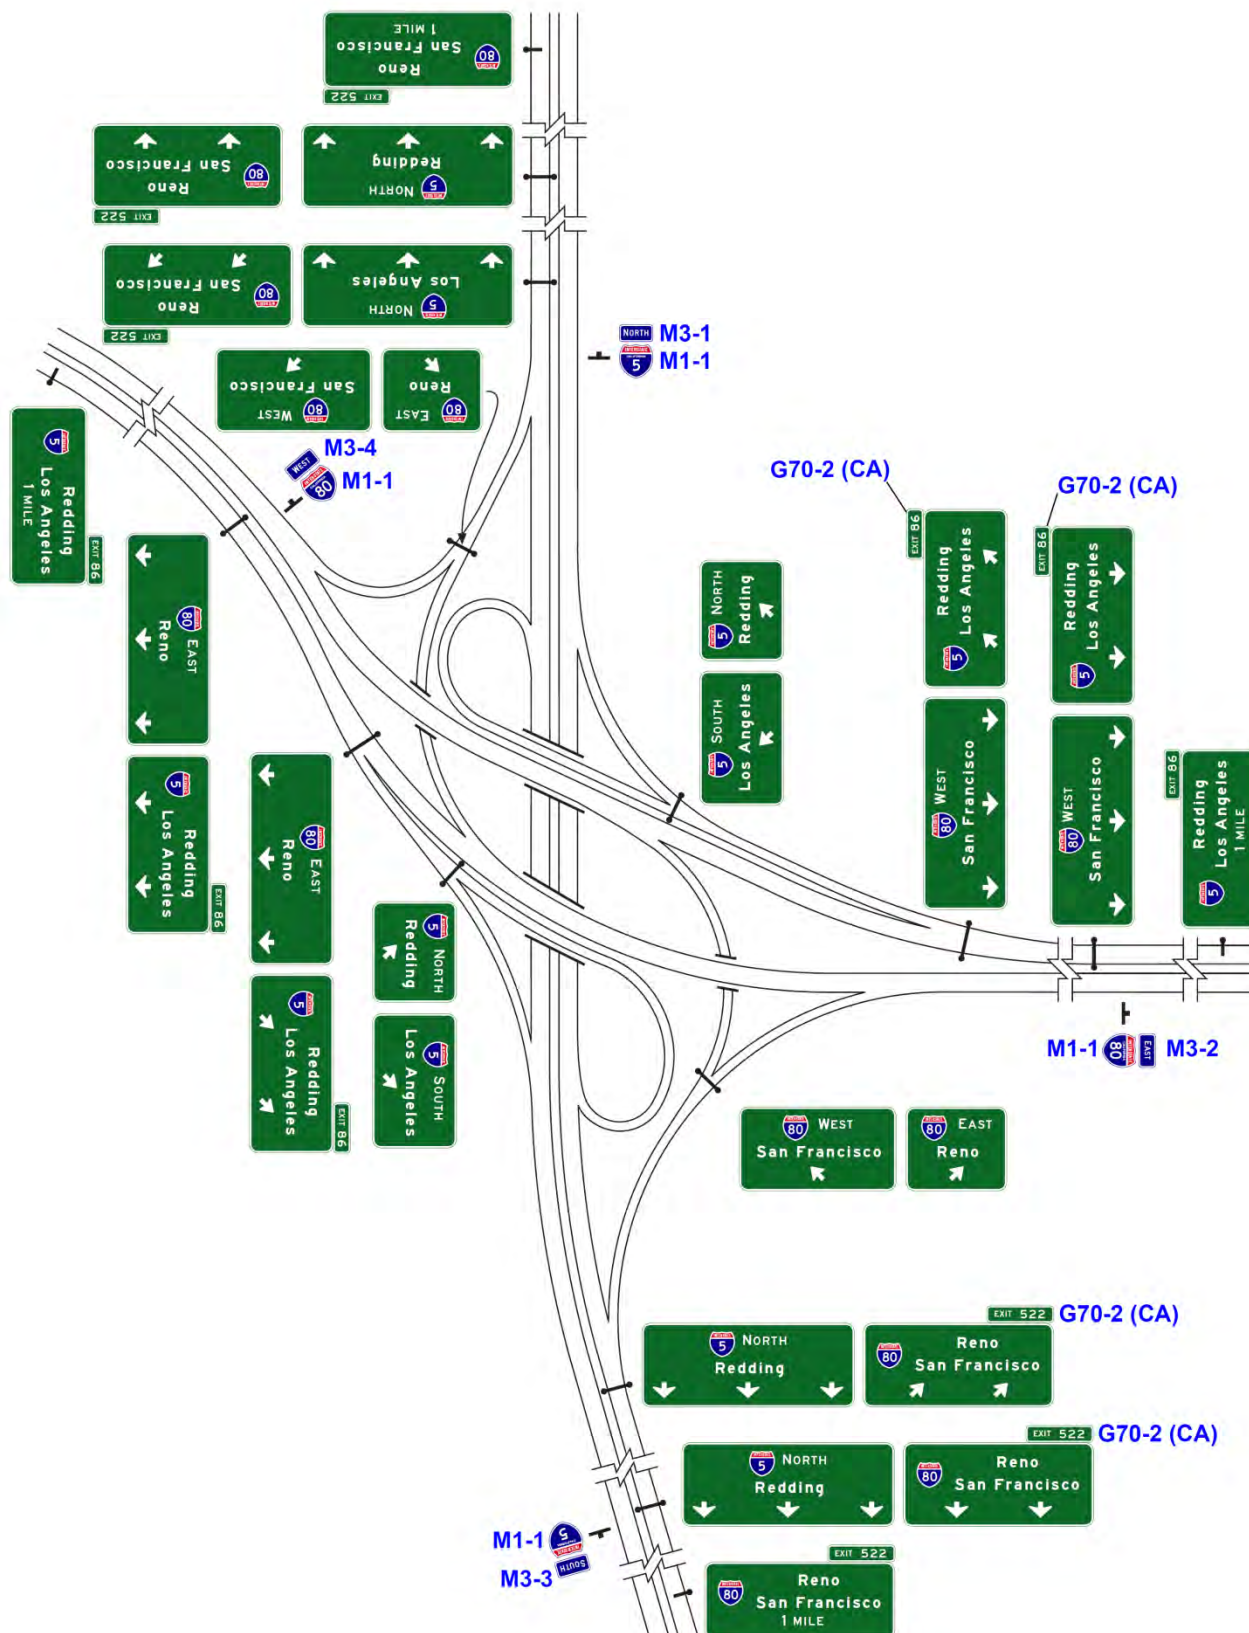 Reno
San Francisco
1 MILE
80
EXIT 522
NORTH
5
Redding
Reno
San Francisco
80
EXIT 522
NORTH
5
Los Angeles
Reno
San Francisco
80
EXIT 522
WEST
80
San Francisco
EAST
80
Reno
NORTH M3-1
5 M1-1
M3-4
WEST
80 M1-1
5
Redding
Los Angeles
1 MILE
EXIT 86
80 EAST
Reno
5
Redding
Los Angeles
EXIT 86
80 EAST
Reno
5
Redding
Los Angeles
EXIT 86
5 NORTH
Redding
5 SOUTH
Los Angeles
5 NORTH
Redding
5 SOUTH
Los Angeles
G70-2 (CA)
EXIT 86
Redding
Los Angeles
5
80 WEST
San Francisco
G70-2 (CA)
EXIT 86
Redding
Los Angeles
5
80 WEST
San Francisco
EXIT 86
Redding
Los Angeles
1 MILE
5
M1-1 80 EAST M3-2
80 WEST
San Francisco
80 EAST
Reno
EXIT 522 G70-2 (CA)
5 NORTH
Redding
Reno
80 San Francisco
EXIT 522 G70-2 (CA)
5 NORTH
Redding
Reno
80 San Francisco
M1-1 5
M3-3 SOUTH
EXIT 522
Reno
80 San Francisco
1 MILE